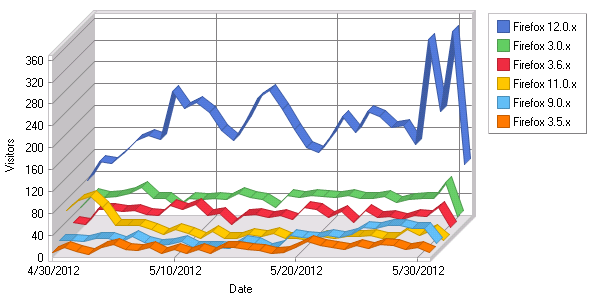 Firefox 12.0.x
Firefox 3.0.x
Firefox 3.6.x
Firefox 11.0.x
Firefox 9.0.x
Firefox 3.5.x
Visitors
360
320
280
240
200
160
120
80
40
0
4/30/2012 5/10/2012 5/20/2012 5/30/2012
Date